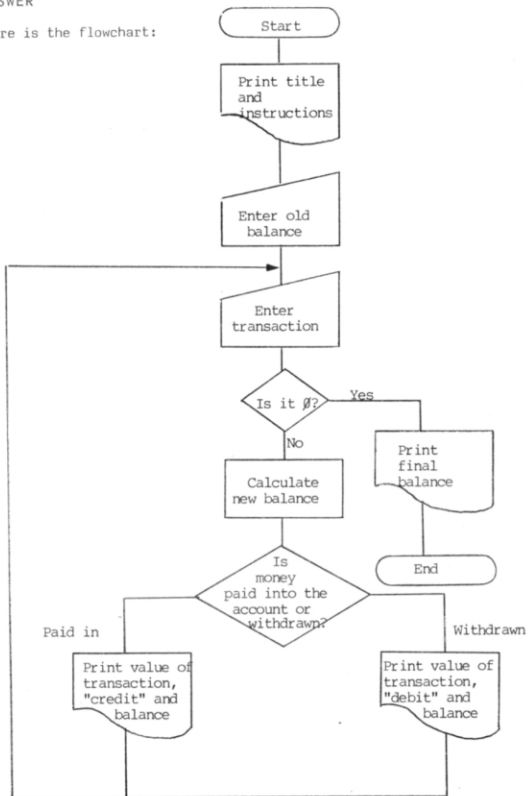 SWER
re is the flowchart:
Start
Print title
and
instructions
Enter old
balance
Enter
transaction
Is it Ø?
Yes
No
Print
final
balance
Calculate
new balance
End
Is
money
paid into the
account or
withdrawn?
Paid in
Withdrawn
Print value of
transaction,
"credit" and
balance
Print value of
transaction,
"debit" and
balance